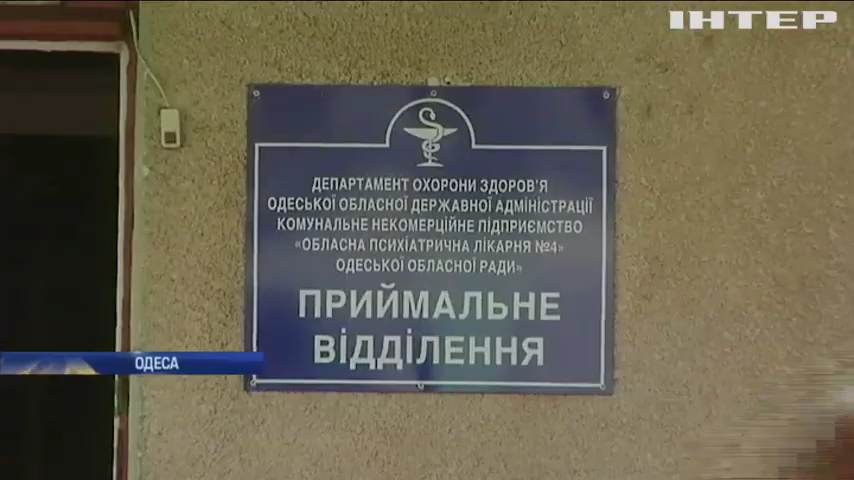 ІНТЕР
ДЕПАРТАМЕНТ ОХОРОНИ ЗДОРОВ'Я
ОДЕСЬКОЇ ОБЛАСНОЇ ДЕРЖАВНОЇ АДМІНІСТРАЦІЇ
КОМУНАЛЬНЕ НЕКОМЕРЦІЙНЕ ПІДПРИЄМСТВО
«ОБЛАСНА ПСИХІАТРИЧНА ЛІКАРНЯ №4»
ОДЕСЬКОЇ ОБЛАСНОЇ РАДИ»
ПРИЙМАЛЬНЕ
ВІДДІЛЕННЯ
ОДЕСА